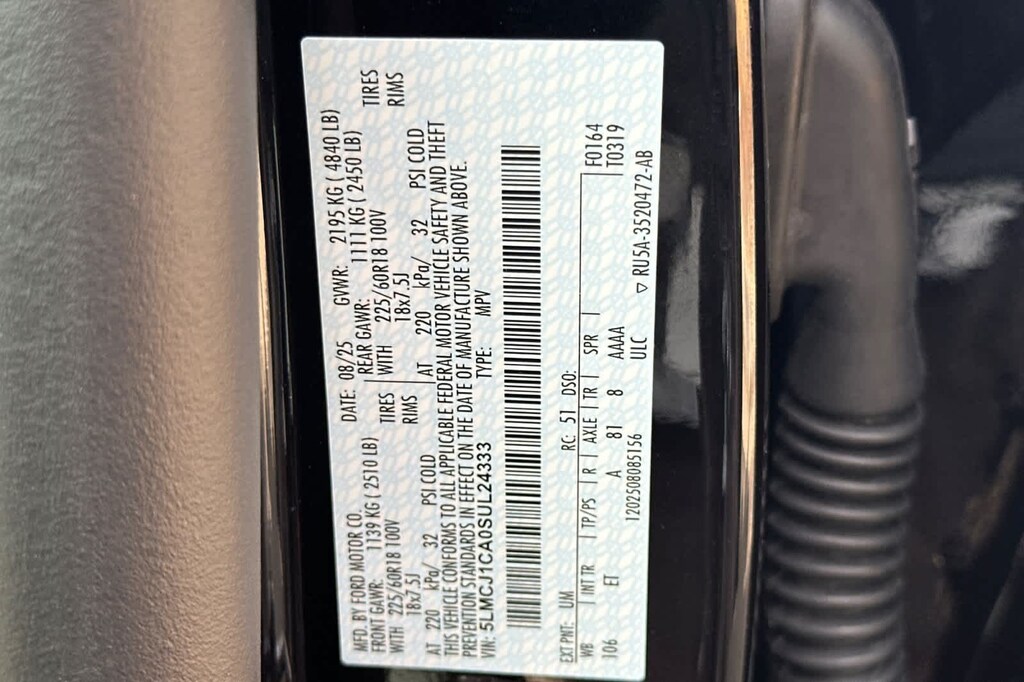 MFD. BY FORD MOTOR CO. DATE: 08/25 GVWR: 2195 KG ( 4840 LB)
FRONT GAWR: 1139 KG ( 2510 LB) REAR GAWR: 1111 KG ( 2450 LB)
WITH 225/60R18 100V TIRES WITH 225/60R18 100V TIRES
18x7.5J RIMS 18x7.5J RIMS
AT 220 kPa/ 32 PSI COLD AT 220 kPa/ 32 PSI COLD
THIS VEHICLE CONFORMS TO ALL APPLICABLE FEDERAL MOTOR VEHICLE SAFETY AND THEFT
PREVENTION STANDARDS IN EFFECT ON THE DATE OF MANUFACTURE SHOWN ABOVE.
VIN: 5LMCJ1CA0SUL24333 TYPE: MPV
EXT PNT: UM RC: 51 DSO:
WB INT TR TP/PS R AXLE TR SPR F0164
106 ET A 81 8 AAAA T0319
1202508085156 ULC
▽ RU5A-3520472-AB